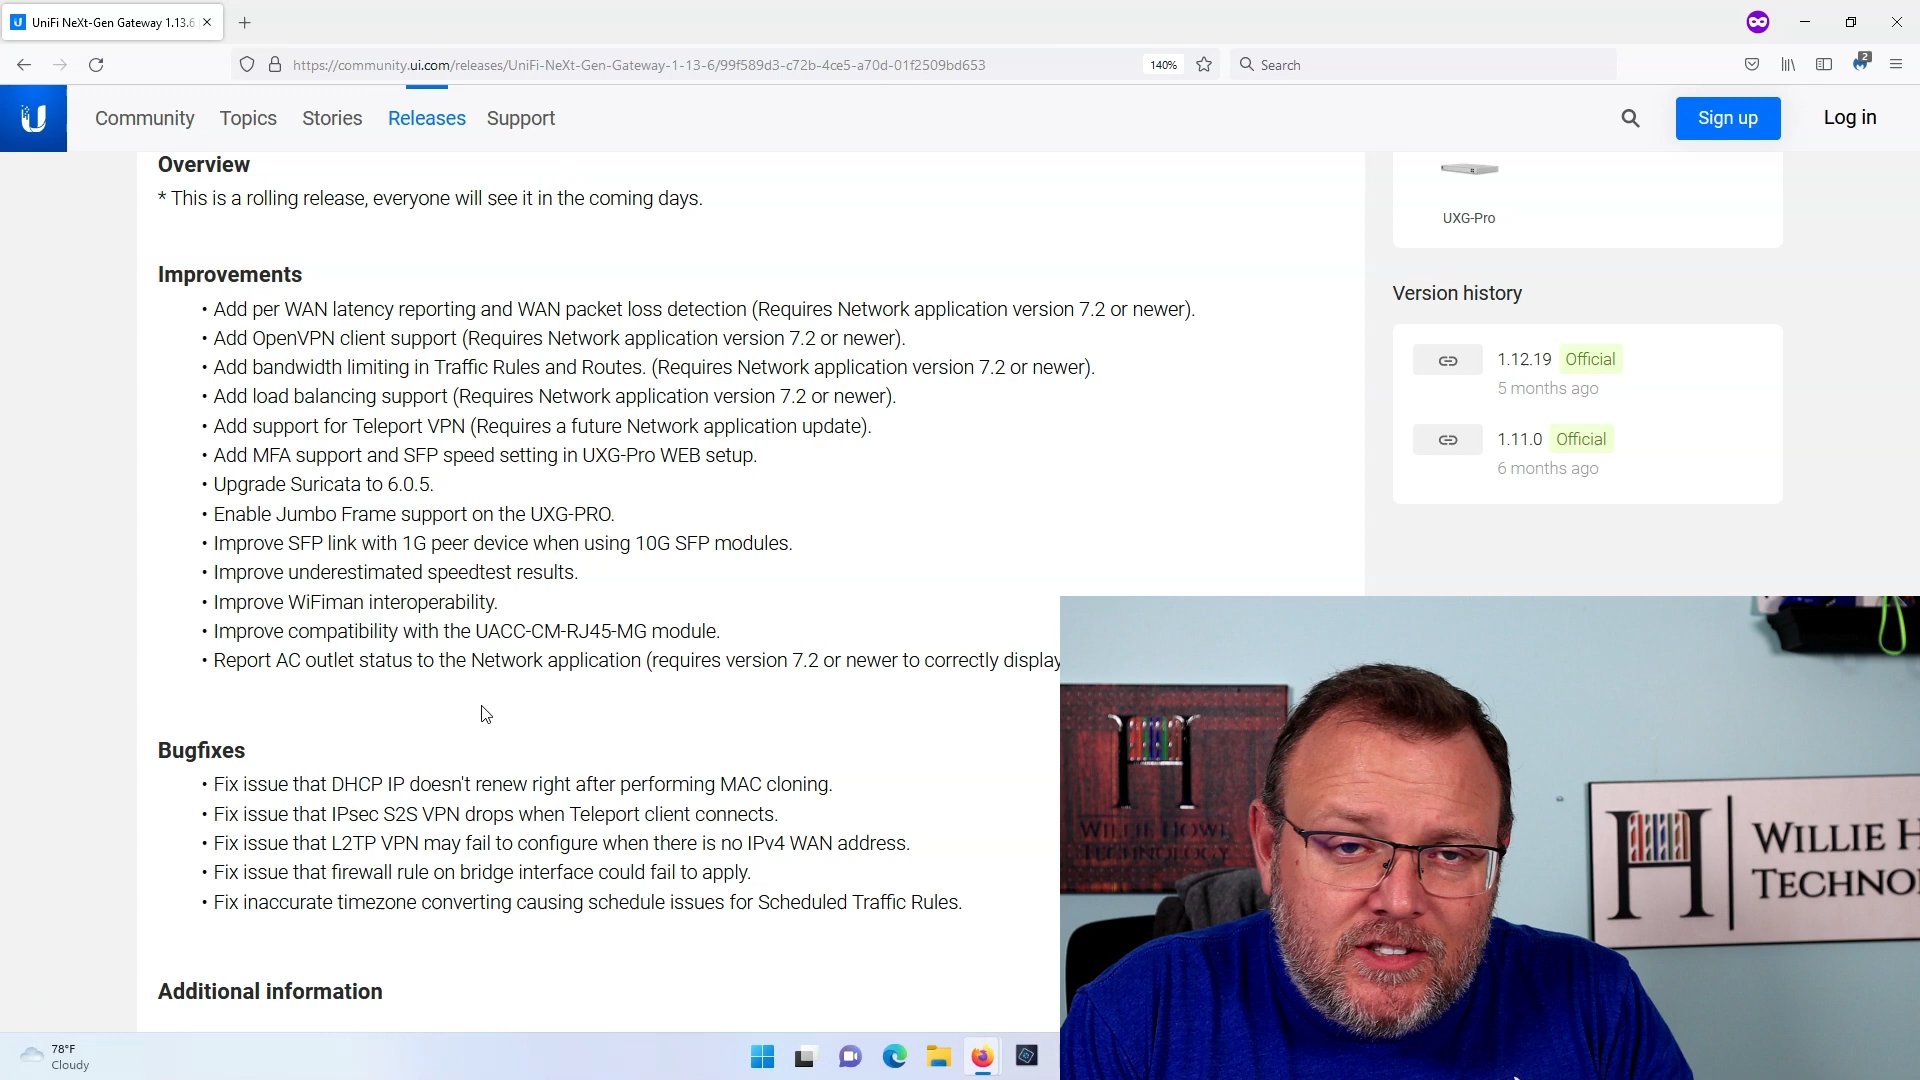 UniFi NeXt-Gen Gateway 1.13.6
https://community.ui.com/releases/UniFi-NeXt-Gen-Gateway-1-13-6/99f589d3-c72b-4ce5-a70d-01f2509bd653
140%
Search
2
Community
Topics
Stories
Releases
Support
Sign up
Log in
Overview
* This is a rolling release, everyone will see it in the coming days.
Improvements
• Add per WAN latency reporting and WAN packet loss detection (Requires Network application version 7.2 or newer).
• Add OpenVPN client support (Requires Network application version 7.2 or newer).
• Add bandwidth limiting in Traffic Rules and Routes. (Requires Network application version 7.2 or newer).
• Add load balancing support (Requires Network application version 7.2 or newer).
• Add support for Teleport VPN (Requires a future Network application update).
• Add MFA support and SFP speed setting in UXG-Pro WEB setup.
• Upgrade Suricata to 6.0.5.
• Enable Jumbo Frame support on the UXG-PRO.
• Improve SFP link with 1G peer device when using 10G SFP modules.
• Improve underestimated speedtest results.
• Improve WiFiman interoperability.
• Improve compatibility with the UACC-CM-RJ45-MG module.
• Report AC outlet status to the Network application (requires version 7.2 or newer to correctly display
Bugfixes
• Fix issue that DHCP IP doesn't renew right after performing MAC cloning.
• Fix issue that IPsec S2S VPN drops when Teleport client connects.
• Fix issue that L2TP VPN may fail to configure when there is no IPv4 WAN address.
• Fix issue that firewall rule on bridge interface could fail to apply.
• Fix inaccurate timezone converting causing schedule issues for Scheduled Traffic Rules.
Additional information
UXG-Pro
Version history
1.12.19 Official
5 months ago
1.11.0 Official
6 months ago
WILLIE HOWE
TECHNOLOGY
WILLIE H
TECHNO
78°F
Cloudy